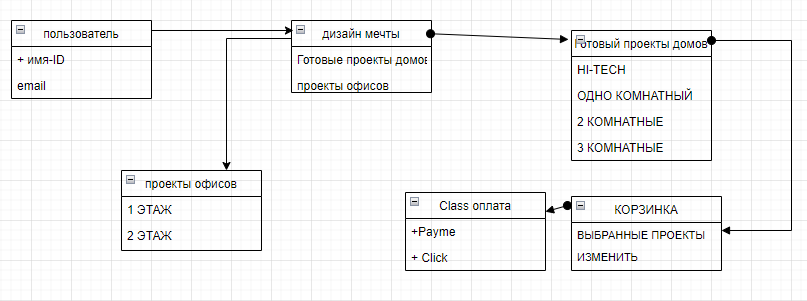 пользователь
+ имя-ID
email
дизайн мечты
Готовые проекты домов
проекты офисов
Готовый проекты домов
HI-TECH
ОДНО КОМНАТНЫЙ
2 КОМНАТНЫЕ
3 КОМНАТНЫЕ
проекты офисов
1 ЭТАЖ
2 ЭТАЖ
Class оплата
+Payme
+ Click
КОРЗИНКА
ВЫБРАННЫЕ ПРОЕКТЫ
ИЗМЕНИТЬ